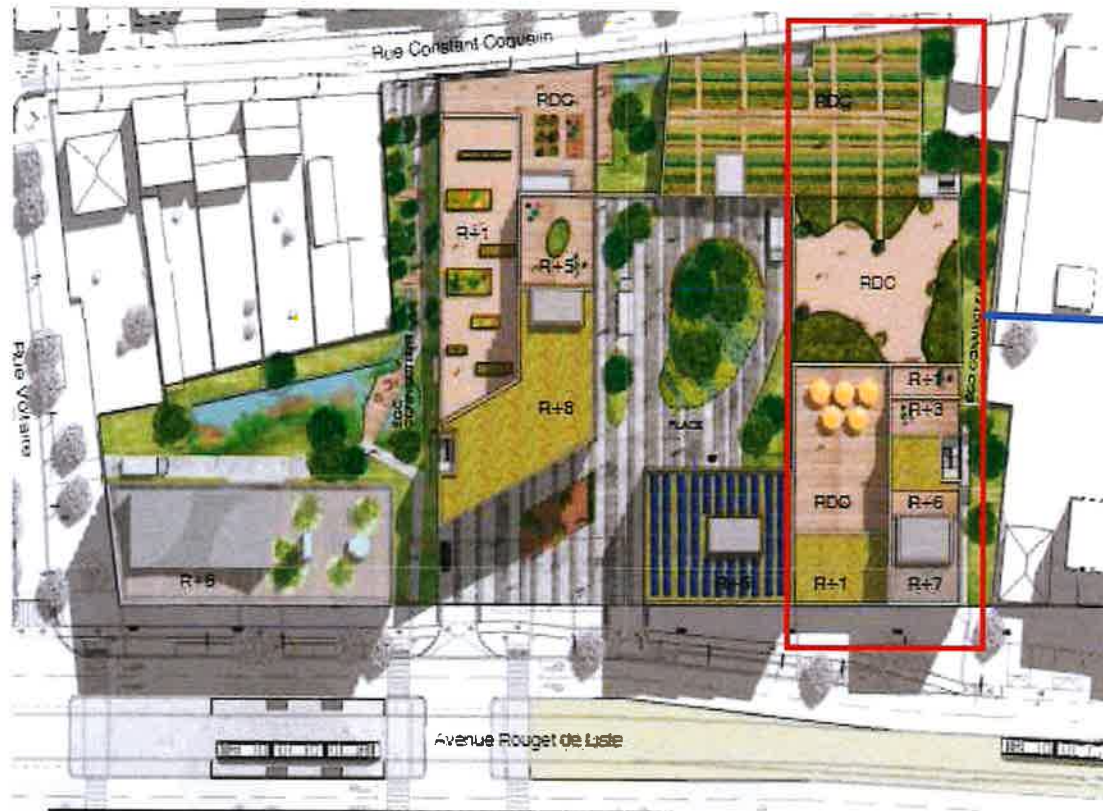 Rue Constant Coquelin
RDC
RDC
R+1
R+5
RDC
Rue Voltaire
R+8
PLACE
R+1
R+3
RDC
R+6
R+6
R+5
R+1
R+7
Avenue Rouget de Lisle